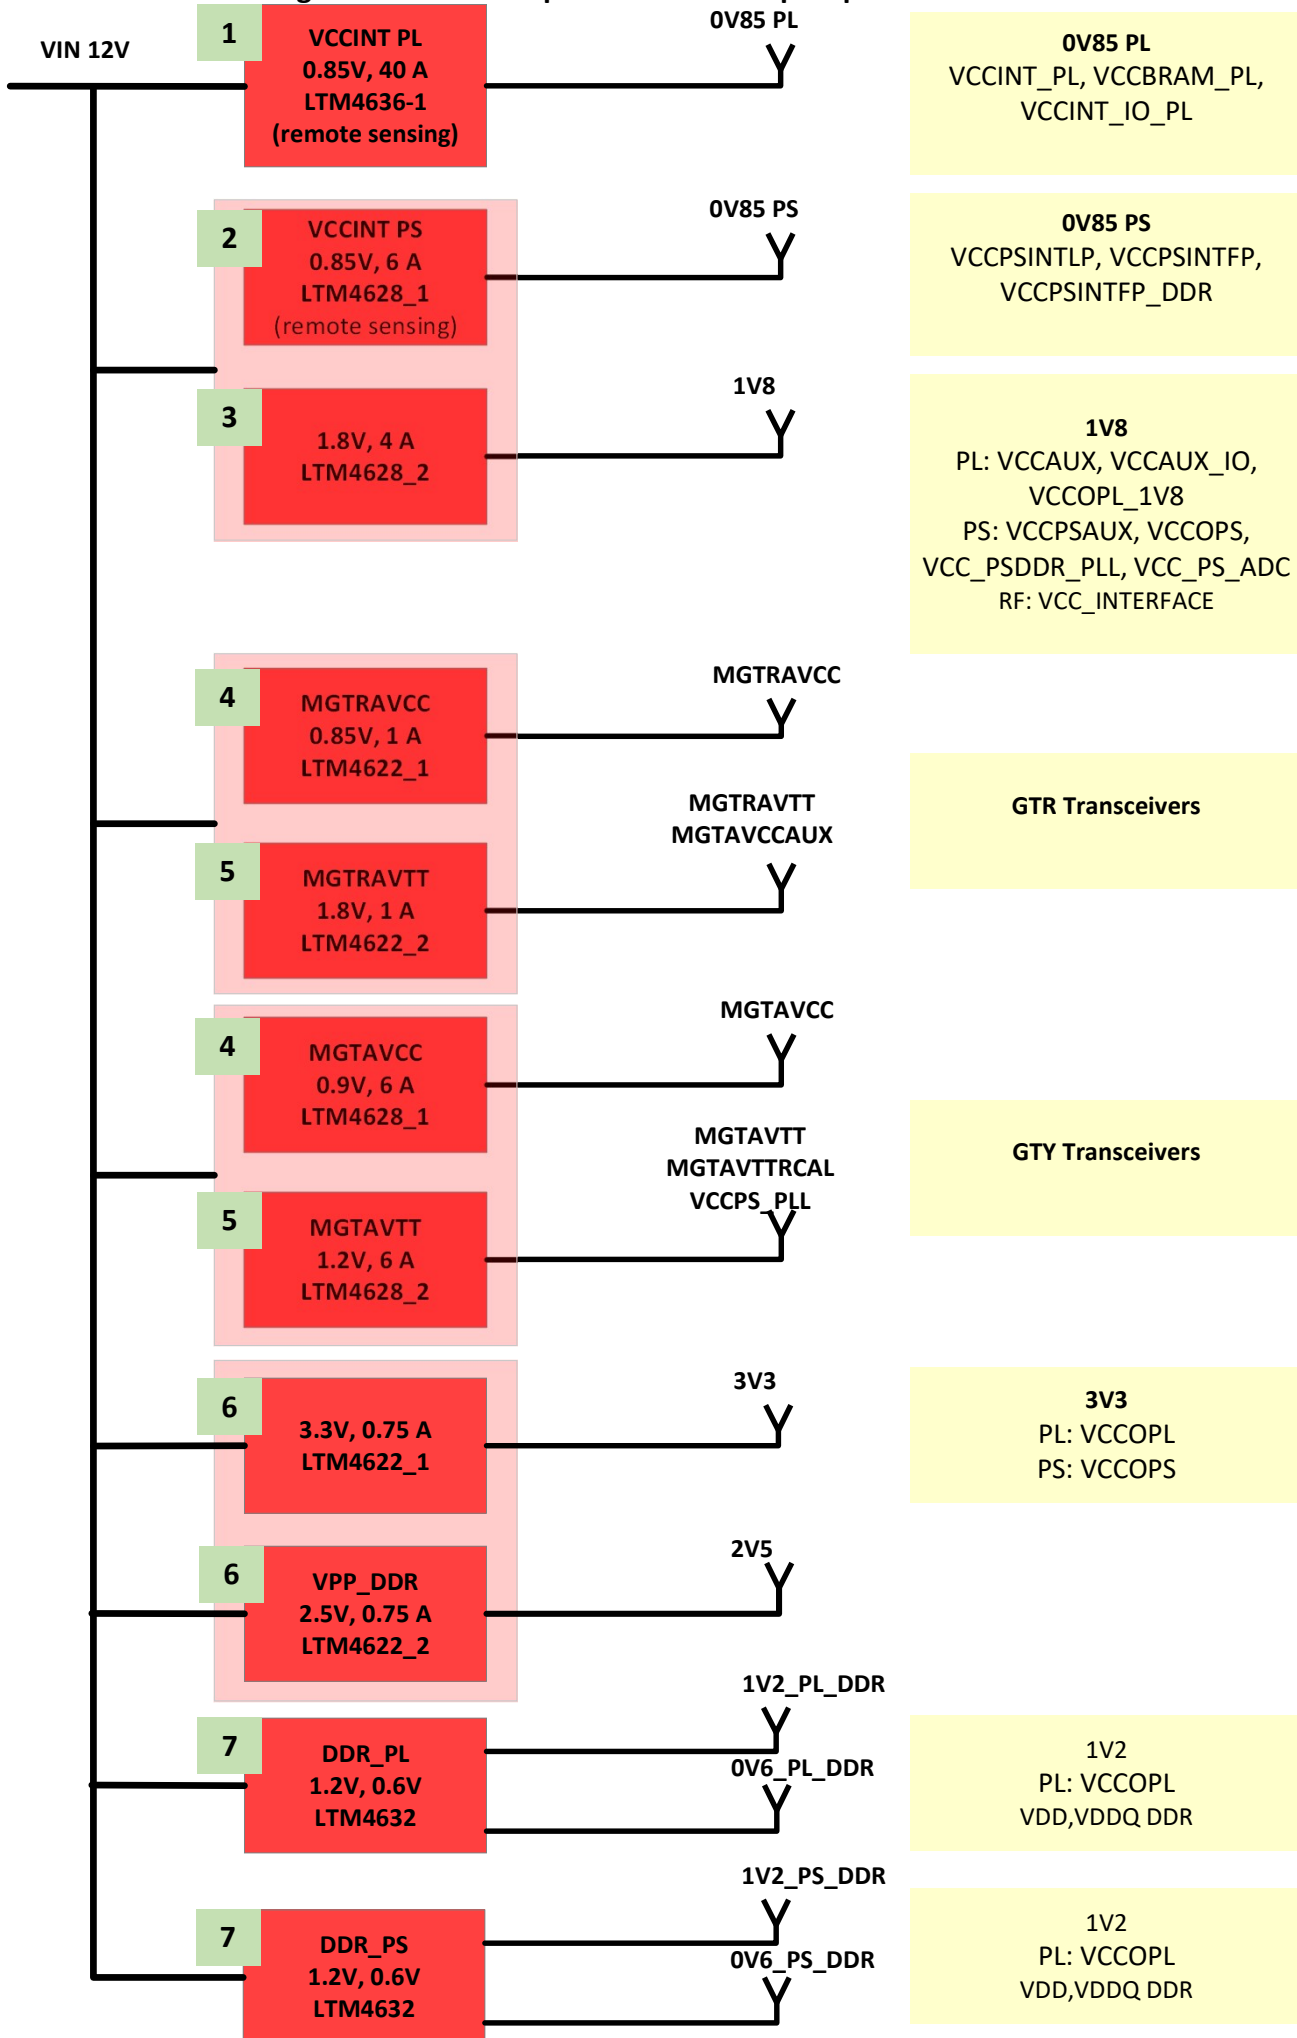 VIN 12V
1
VCCINT PL
0.85V, 40 A
LTM4636-1
(remote sensing)
0V85 PL
0V85 PL
VCCINT_PL, VCCBRAM_PL,
VCCINT_IO_PL
2
VCCINT PS
0.85V, 6 A
LTM4628_1
(remote sensing)
0V85 PS
0V85 PS
VCCPSINTLP, VCCPSINTFP,
VCCPSINTFP_DDR
3
1.8V, 4 A
LTM4628_2
1V8
1V8
PL: VCCAUX, VCCAUX_IO,
VCCOPL_1V8
PS: VCCPSAUX, VCCOPS,
VCC_PSDDR_PLL, VCC_PS_ADC
RF: VCC_INTERFACE
4
MGTRAVCC
0.85V, 1 A
LTM4622_1
MGTRAVCC
5
MGTRAVTT
1.8V, 1 A
LTM4622_2
MGTRAVTT
MGTAVCCAUX
GTR Transceivers
4
MGTAVCC
0.9V, 6 A
LTM4628_1
MGTAVCC
5
MGTAVTT
1.2V, 6 A
LTM4628_2
MGTAVTT
MGTAVTTRCAL
VCCPS_PLL
GTY Transceivers
6
3.3V, 0.75 A
LTM4622_1
3V3
3V3
PL: VCCOPL
PS: VCCOPS
6
VPP_DDR
2.5V, 0.75 A
LTM4622_2
2V5
7
DDR_PL
1.2V, 0.6V
LTM4632
1V2_PL_DDR
0V6_PL_DDR
1V2
PL: VCCOPL
VDD,VDDQ DDR
7
DDR_PS
1.2V, 0.6V
LTM4632
1V2_PS_DDR
0V6_PS_DDR
1V2
PL: VCCOPL
VDD,VDDQ DDR